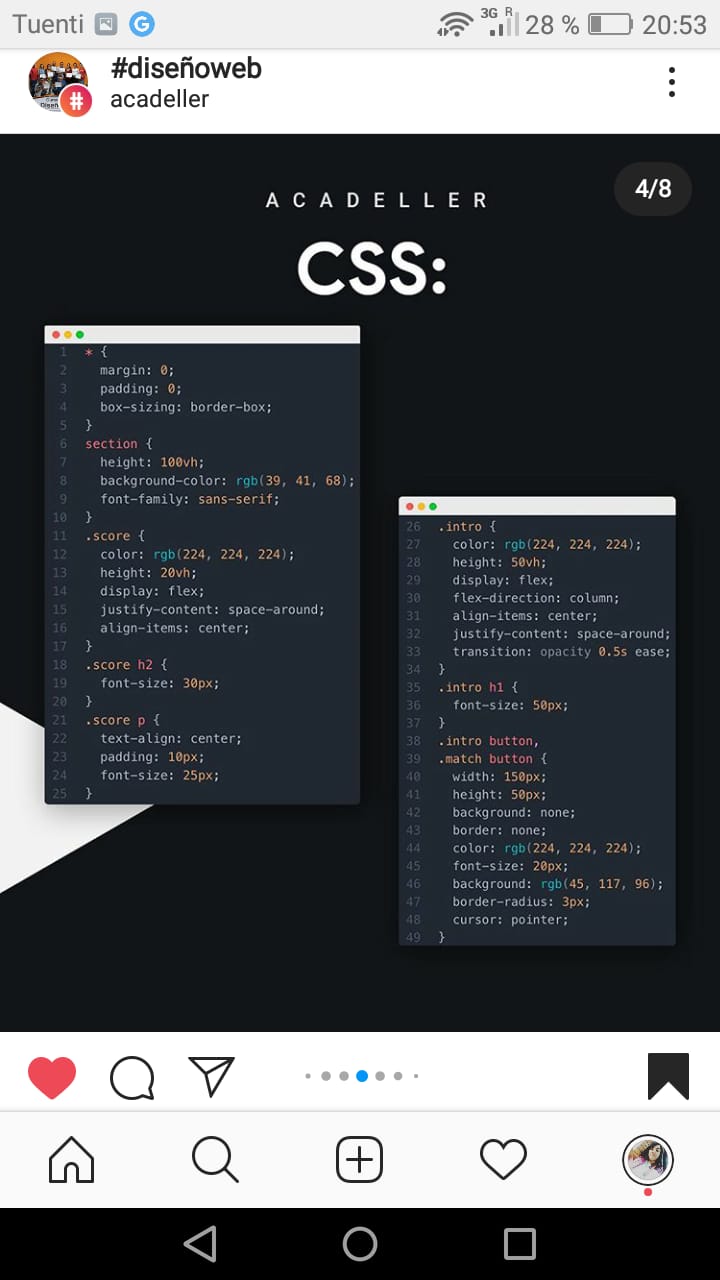 Tuenti
3G R 28 % 20:53
#diseñoweb
acadeller
4/8
ACADELLER
CSS:
1 * {
2 margin: 0;
3 padding: 0;
4 box-sizing: border-box;
5 }
6 section {
7 height: 100vh;
8 background-color: rgb(39, 41, 68);
9 font-family: sans-serif;
10 }
11 .score {
12 color: rgb(224, 224, 224);
13 height: 20vh;
14 display: flex;
15 justify-content: space-around;
16 align-items: center;
17 }
18 .score h2 {
19 font-size: 30px;
20 }
21 .score p {
22 text-align: center;
23 padding: 10px;
24 font-size: 25px;
25 }
26 .intro {
27 color: rgb(224, 224, 224);
28 height: 50vh;
29 display: flex;
30 flex-direction: column;
31 align-items: center;
32 justify-content: space-around;
33 transition: opacity 0.5s ease;
34 }
35 .intro h1 {
36 font-size: 50px;
37 }
38 .intro button,
39 .match button {
40 width: 150px;
41 height: 50px;
42 background: none;
43 border: none;
44 color: rgb(224, 224, 224);
45 font-size: 20px;
46 background: rgb(45, 117, 96);
47 border-radius: 3px;
48 cursor: pointer;
49 }